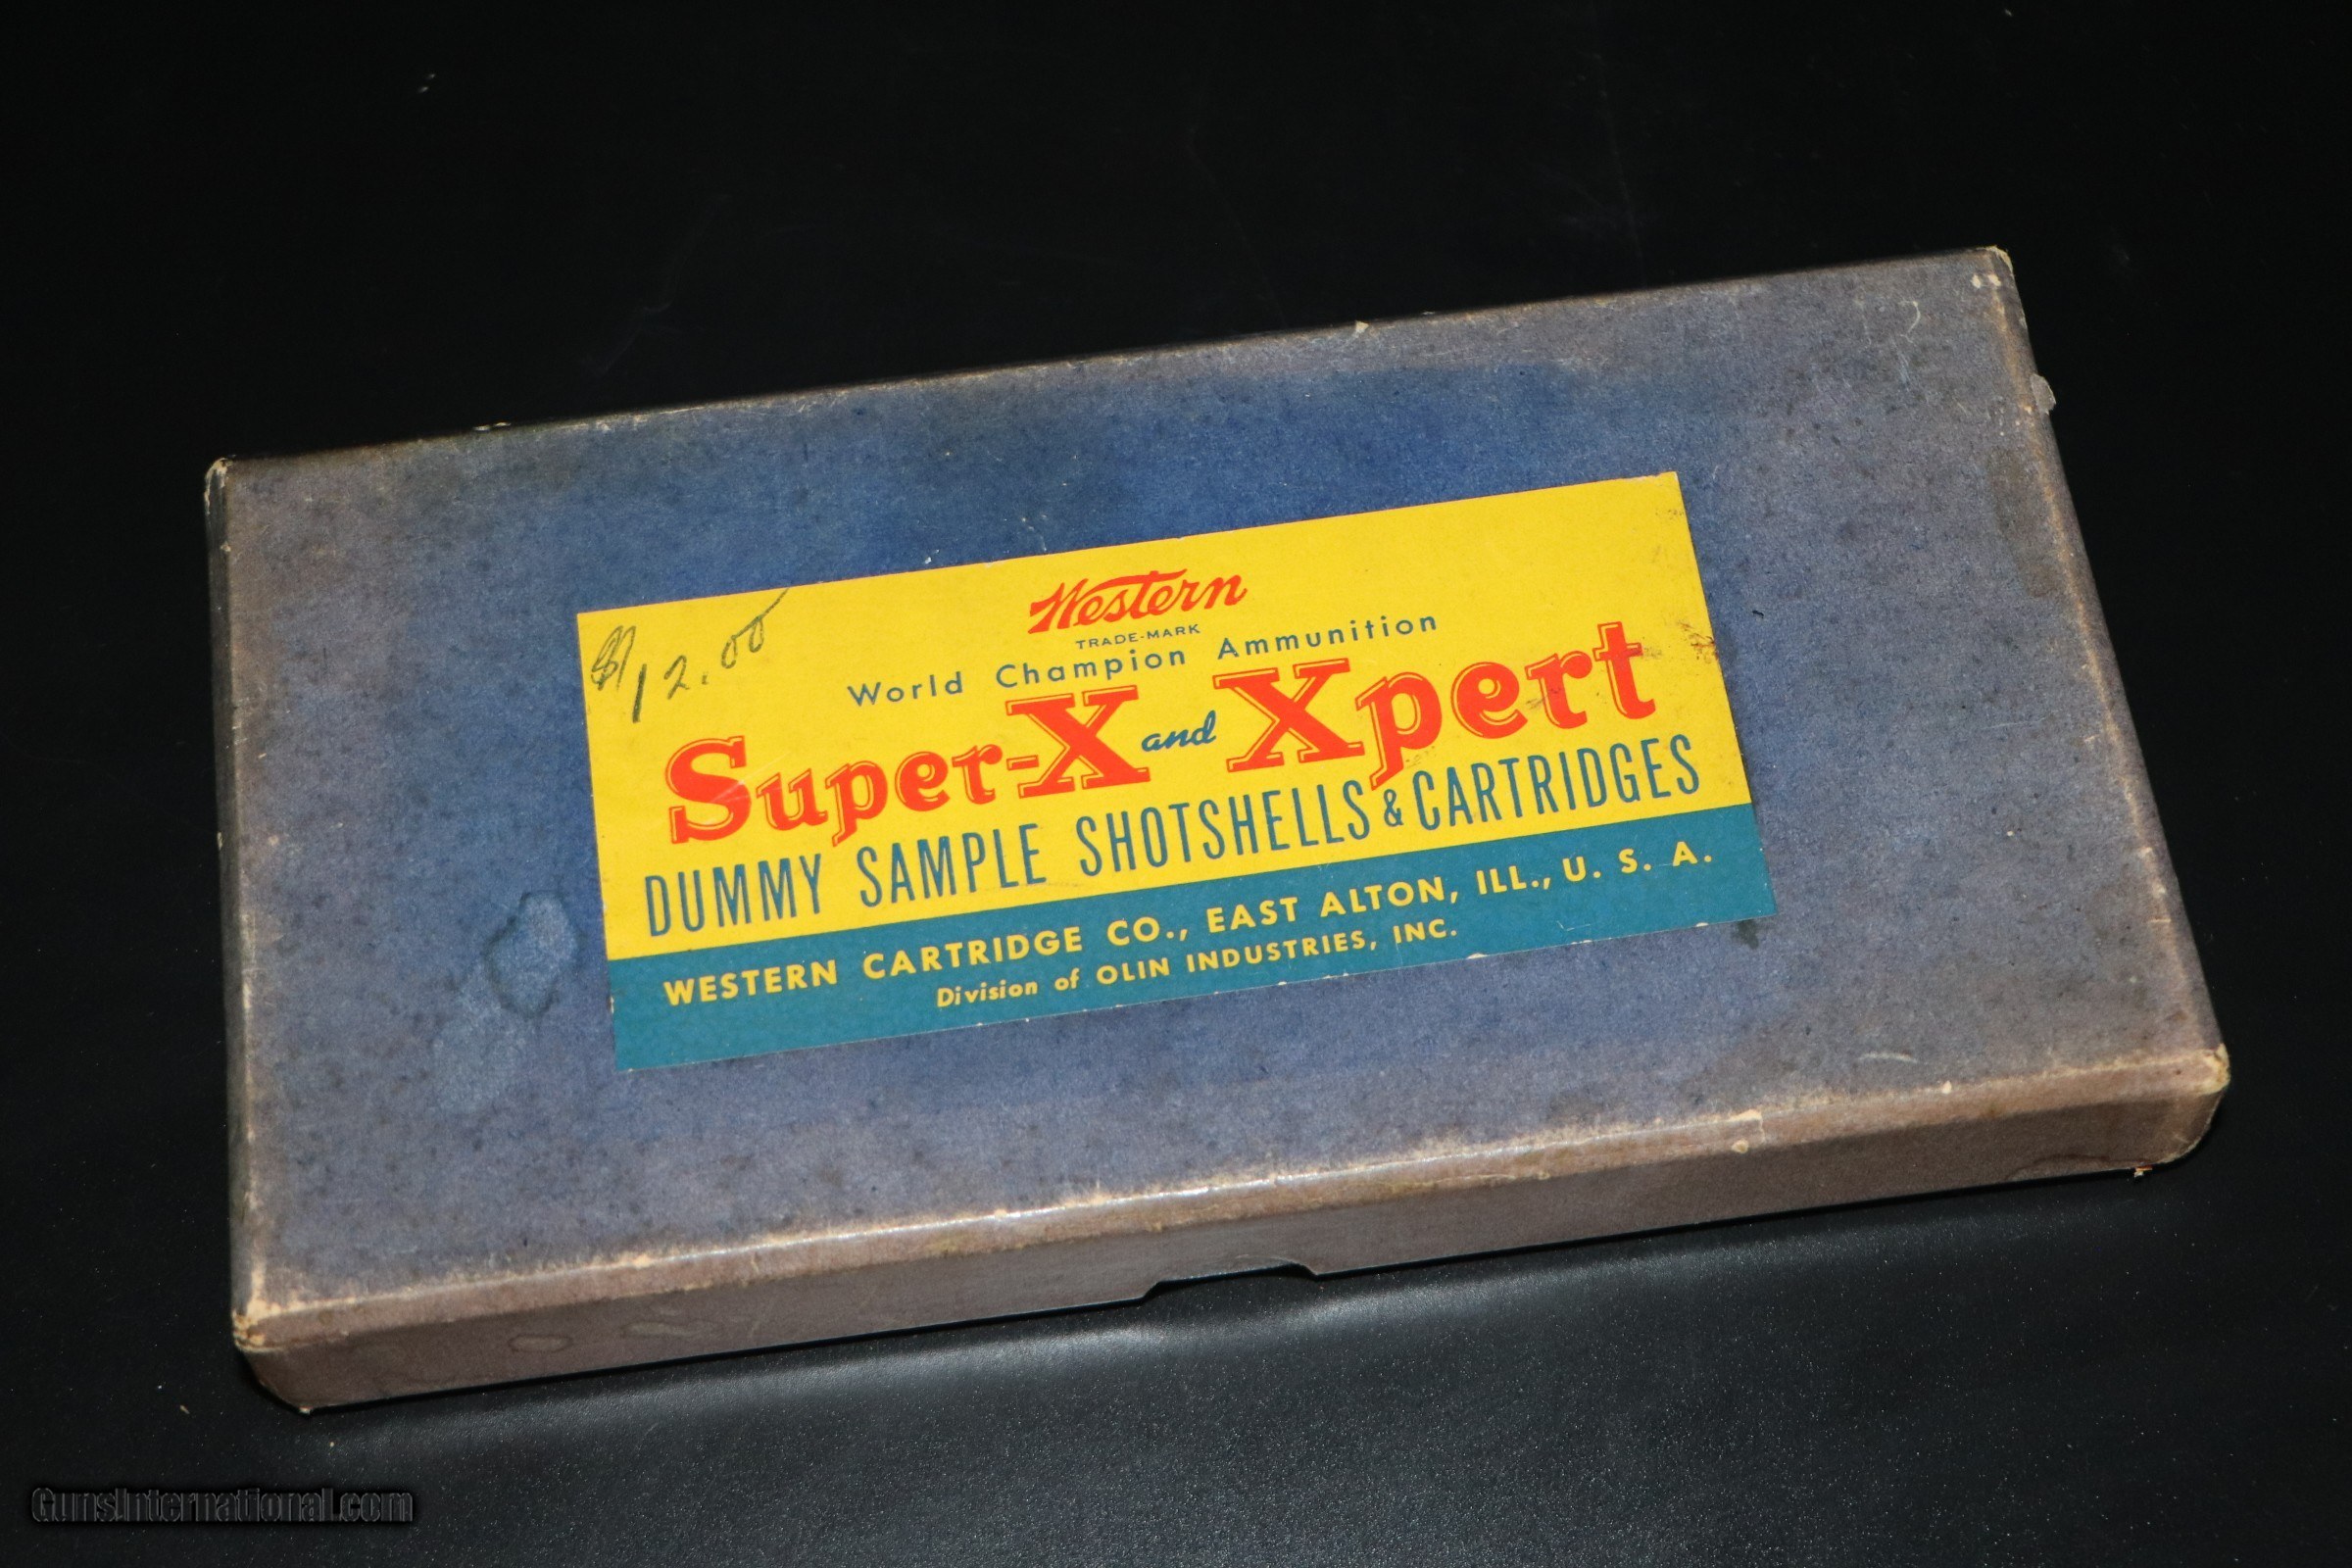 $12.00
Western
TRADE-MARK
World Champion Ammunition
Super-X and Xpert
DUMMY SAMPLE SHOTSHELLS & CARTRIDGES
WESTERN CARTRIDGE CO., EAST ALTON, ILL., U. S. A.
Division of OLIN INDUSTRIES, INC.
GunsInternational.com